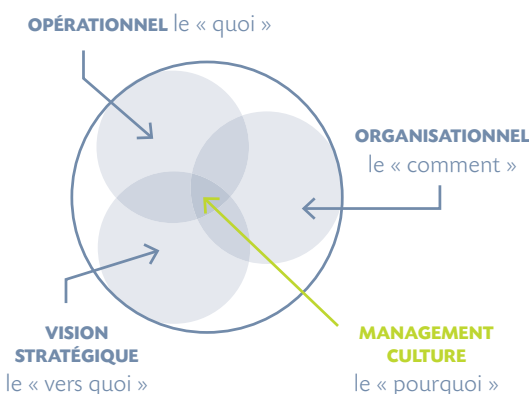 OPÉRATIONNEL le « quoi »
ORGANISATIONNEL
le « comment »
VISION
STRATÉGIQUE
le « vers quoi »
MANAGEMENT
CULTURE
le « pourquoi »